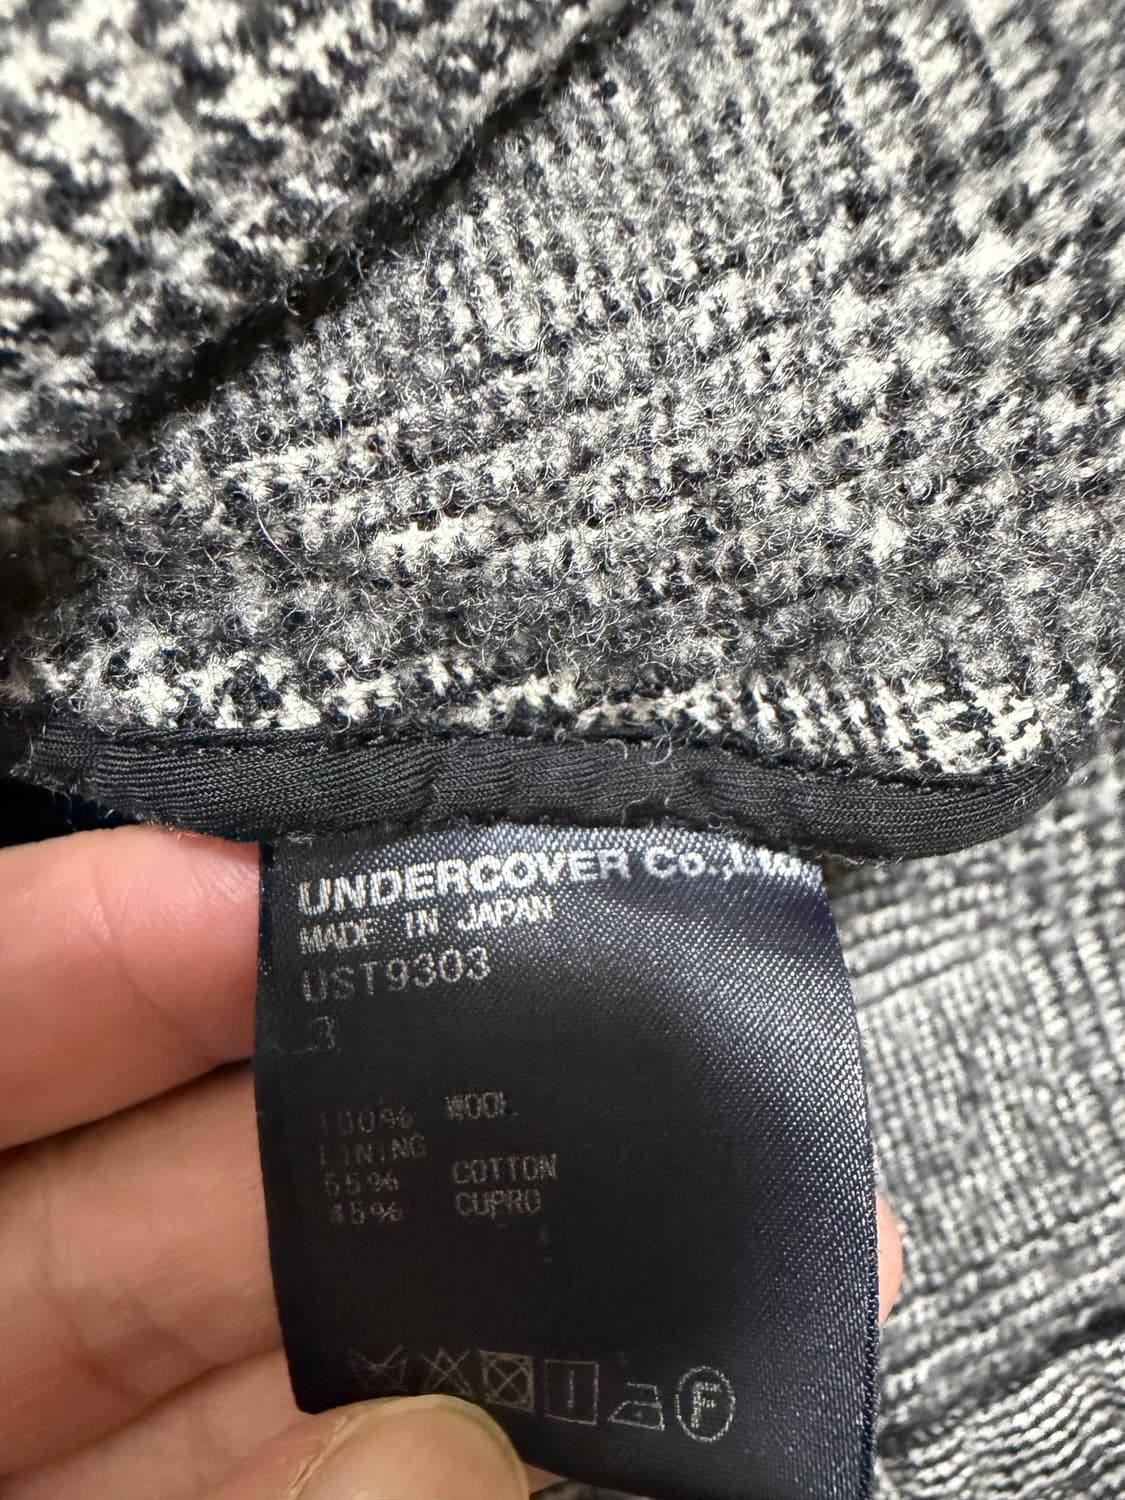 UNDERCOVER Co.,Ltd
MADE IN JAPAN
UST9303
3
100% WOOL
LINING
55% COTTON
45% CUPRO
F